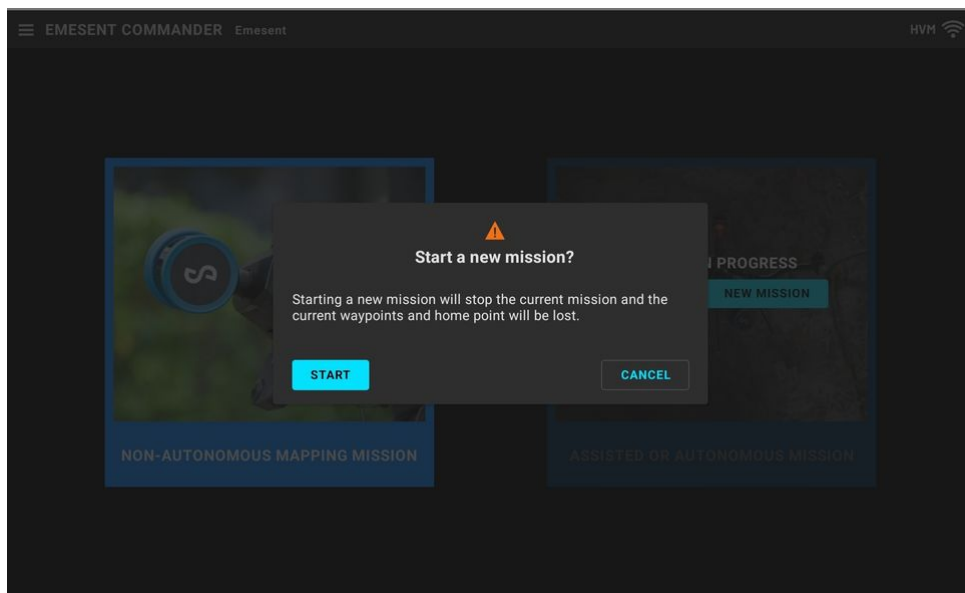 EMESENT COMMANDER Emesent
HVM
Start a new mission?
N PROGRESS
NEW MISSION
Starting a new mission will stop the current mission and the
current waypoints and home point will be lost.
START
CANCEL
NON-AUTONOMOUS MAPPING MISSION
ASSISTED OR AUTONOMOUS MISSION